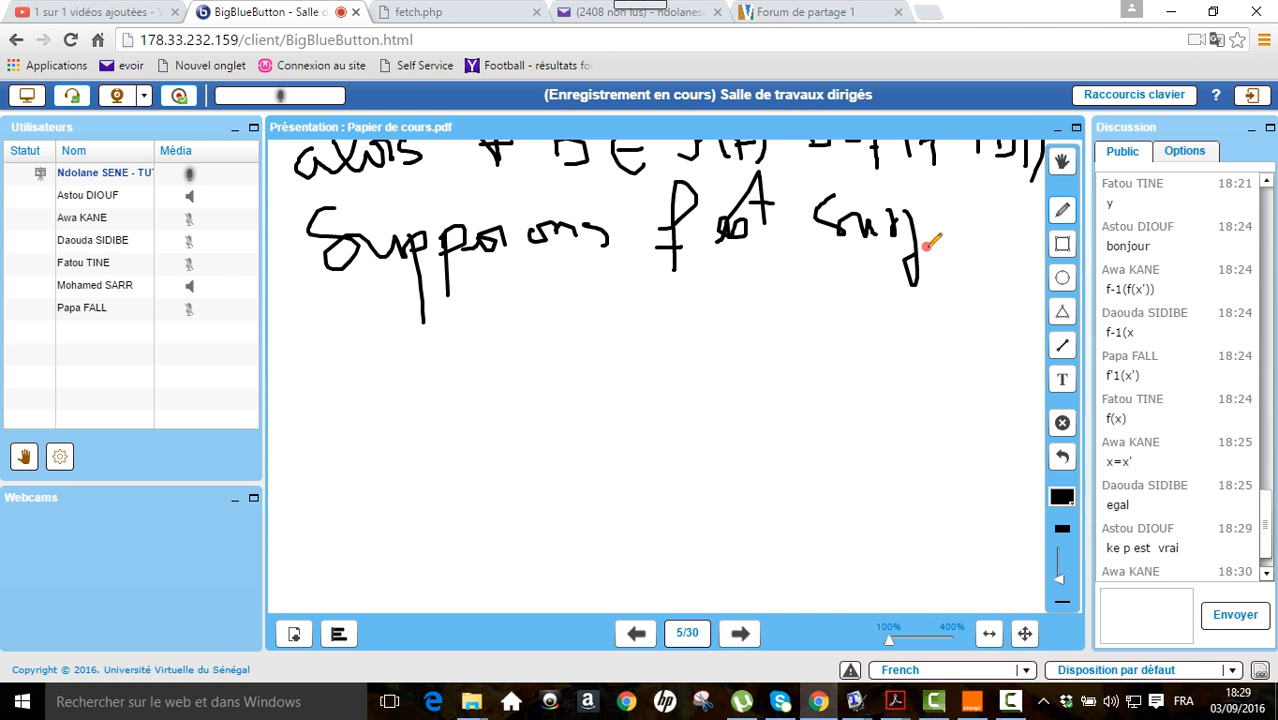 1 sur 1 vidéos ajoutées - Y
BigBlueButton - Salle d
fetch.php
(2408 non lus) - ndolanese
Forum de partage 1
178.33.232.159/client/BigBlueButton.html
Applications
evoir
Nouvel onglet
Connexion au site
Self Service
Football - résultats fo
(Enregistrement en cours) Salle de travaux dirigés
Raccourcis clavier
?
Utilisateurs
Statut Nom Média
Ndolane SENE - TUT
Astou DIOUF
Awa KANE
Daouda SIDIBE
Fatou TINE
Mohamed SARR
Papa FALL
Webcams
Présentation : Papier de cours.pdf
alors ∀ B ∈
Supposons f est surj
5/30
100% 400%
Discussion
Public Options
Fatou TINE 18:21
y
Astou DIOUF 18:24
bonjour
Awa KANE 18:24
f-1(f(x'))
Daouda SIDIBE 18:24
f-1(x
Papa FALL 18:24
f'1(x')
Fatou TINE 18:24
f(x)
Awa KANE 18:25
x=x'
Daouda SIDIBE 18:25
egal
Astou DIOUF 18:29
ke p est vrai
Awa KANE 18:30
Envoyer
T
Copyright © 2016. Université Virtuelle du Sénégal
French
Disposition par défaut
Rechercher sur le web et dans Windows
FRA
18:29
03/09/2016